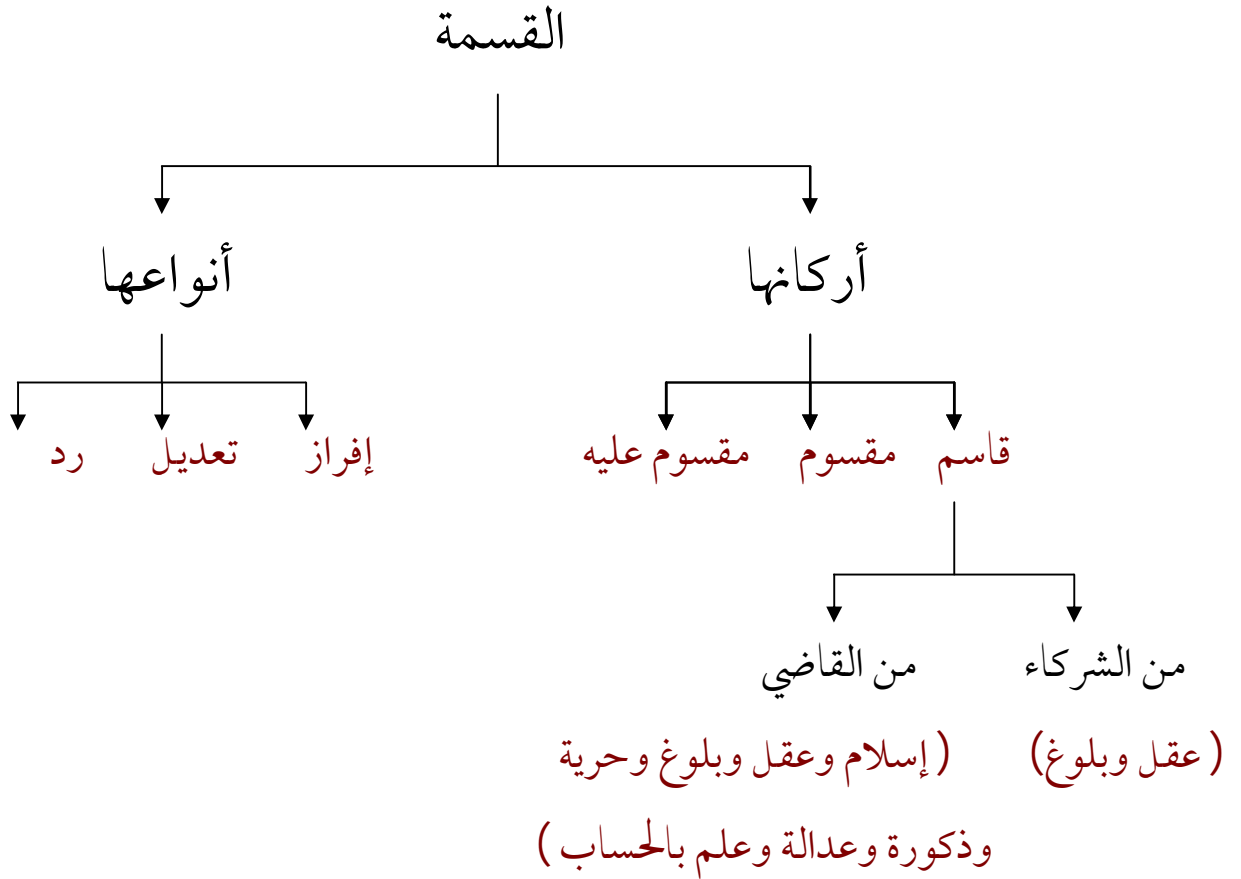 القسمة
أركانها أنواعها
قاسم مقسوم مقسوم عليه إفراز تعديل رد
من الشركاء من القاضي
( عقل وبلوغ) ( إسلام وعقل وبلوغ وحرية
وذكورة وعدالة وعلم بالحساب )